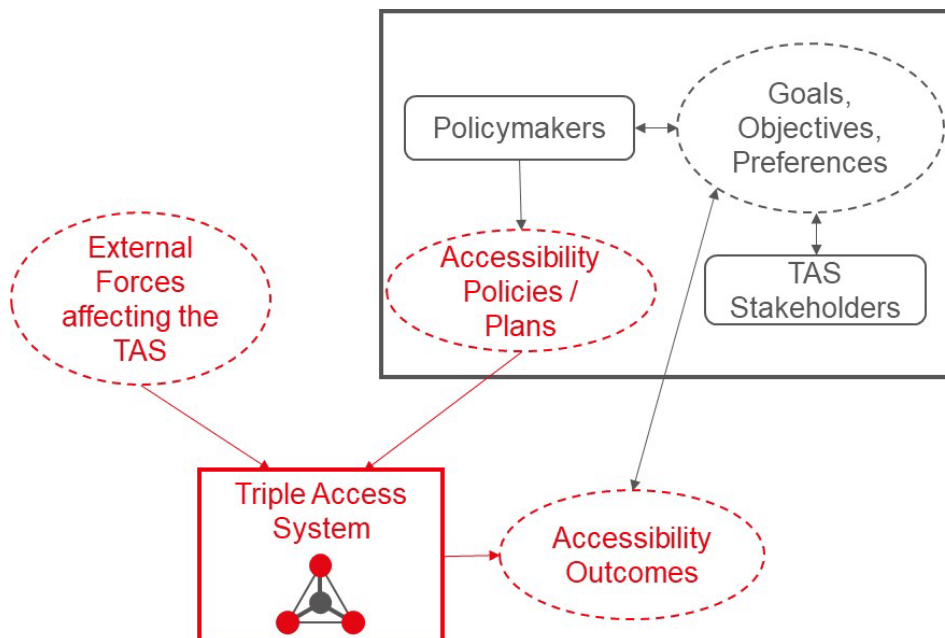 Policymakers
Goals,
Objectives,
Preferences
External
Forces
affecting the
TAS
Accessibility
Policies /
Plans
TAS
Stakeholders
Triple Access
System
Accessibility
Outcomes